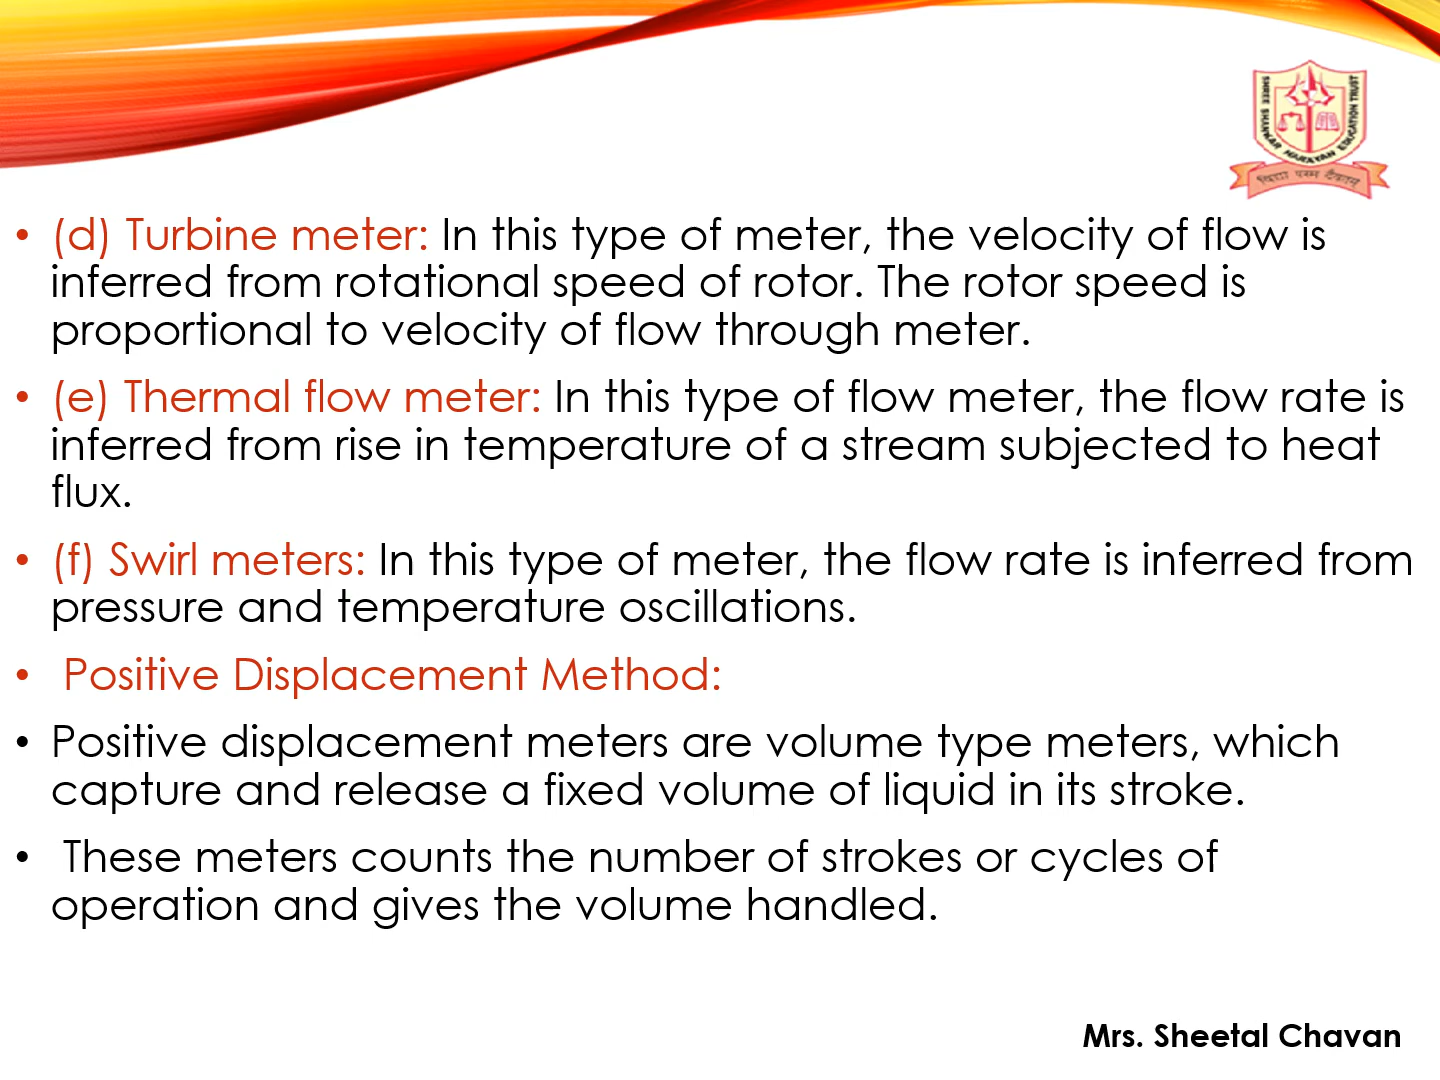 SHREE SHANKAR NARAYAN EDUCATION TRUST
• (d) Turbine meter: In this type of meter, the velocity of flow is
inferred from rotational speed of rotor. The rotor speed is
proportional to velocity of flow through meter.
• (e) Thermal flow meter: In this type of flow meter, the flow rate is
inferred from rise in temperature of a stream subjected to heat
flux.
• (f) Swirl meters: In this type of meter, the flow rate is inferred from
pressure and temperature oscillations.
• Positive Displacement Method:
• Positive displacement meters are volume type meters, which
capture and release a fixed volume of liquid in its stroke.
• These meters counts the number of strokes or cycles of
operation and gives the volume handled.
Mrs. Sheetal Chavan